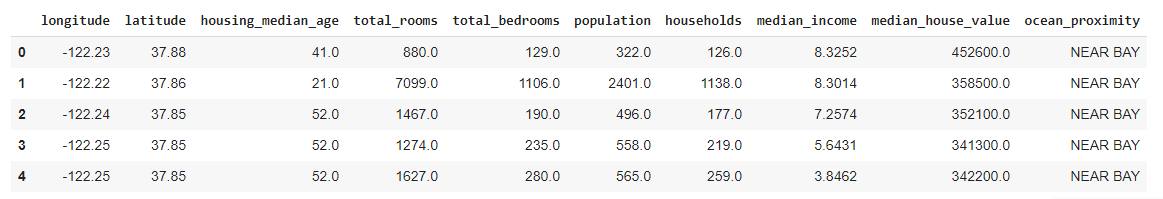 longitude latitude housing_median_age total_rooms total_bedrooms population households median_income median_house_value ocean_proximity
0 -122.23 37.88 41.0 880.0 129.0 322.0 126.0 8.3252 452600.0 NEAR BAY
1 -122.22 37.86 21.0 7099.0 1106.0 2401.0 1138.0 8.3014 358500.0 NEAR BAY
2 -122.24 37.85 52.0 1467.0 190.0 496.0 177.0 7.2574 352100.0 NEAR BAY
3 -122.25 37.85 52.0 1274.0 235.0 558.0 219.0 5.6431 341300.0 NEAR BAY
4 -122.25 37.85 52.0 1627.0 280.0 565.0 259.0 3.8462 342200.0 NEAR BAY